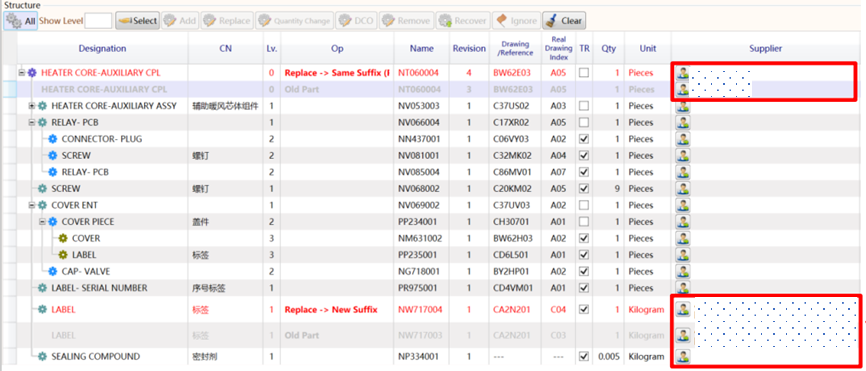 Structure
All Show Level Select Add Replace Quantity Change DCO Remove Recover Ignore Clear
Designation CN Lv. Op Name Revision Drawing /Reference Real Drawing Index TR Qty Unit Supplier
HEATER CORE-AUXILIARY CPL 0 Replace -> Same Suffix (I NT060004 4 BW62E03 A05 1 Pieces
HEATER CORE-AUXILIARY CPL 0 Old Part NT060004 3 BW62E03 A05 1 Pieces
HEATER CORE-AUXILIARY ASSY 辅助暖风芯体组件 1 NV053003 1 C37US02 A03 1 Pieces
RELAY- PCB 1 NV066004 1 C17XR02 A05 1 Pieces
CONNECTOR- PLUG 2 NN437001 1 C06VY03 A02 1 Pieces
SCREW 螺钉 2 NV081001 1 C32MK02 A04 1 Pieces
RELAY- PCB 2 NV085004 1 C86MV01 A07 1 Pieces
SCREW 螺钉 1 NV068002 1 C20KM02 A05 9 Pieces
COVER ENT 1 NV069002 1 C37UV03 A02 1 Pieces
COVER PIECE 盖件 2 PP234001 1 CH30701 A01 1 Pieces
COVER 3 NM631002 1 BW62H03 A02 1 Pieces
LABEL 标签 3 PP235001 1 CD6L501 A01 1 Pieces
CAP- VALVE 2 NG718001 1 BY2HP01 A02 1 Pieces
LABEL- SERIAL NUMBER 序号标签 1 PR975001 1 CD4VM01 A01 1 Pieces
LABEL 标签 1 Replace -> New Suffix NW717004 1 CA2N201 C04 1 Kilogram
LABEL 1 Old Part NW717003 1 CA2N201 C03 1 Kilogram
SEALING COMPOUND 密封剂 1 NP334001 1 --- --- 0.005 Kilogram